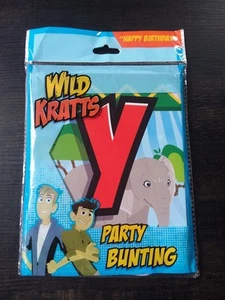 "HAPPY BIRTHDAY
WILD
KRATTS
Y
PARTY
BUNTING